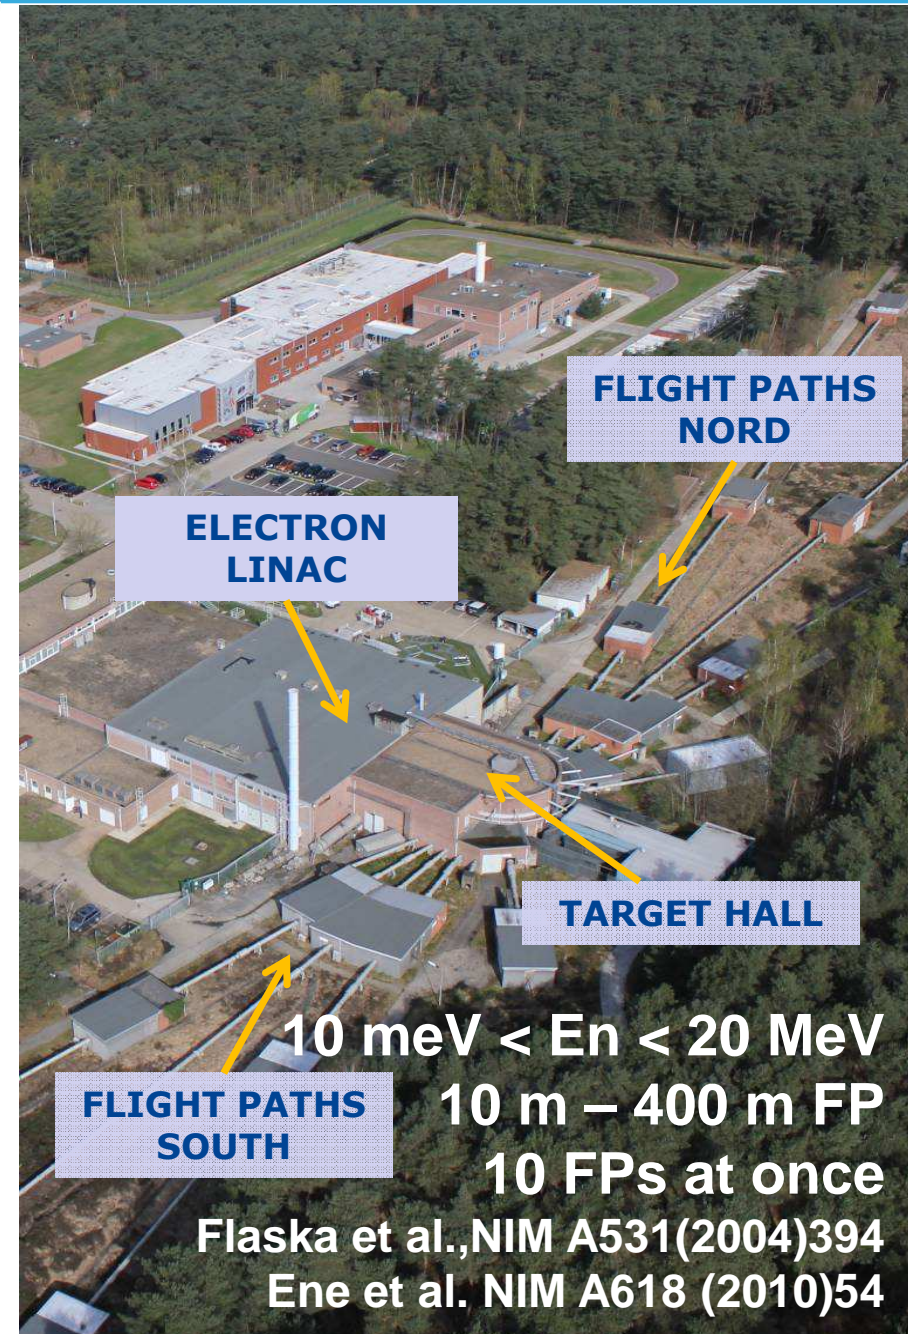 FLIGHT PATHS
NORD
ELECTRON
LINAC
TARGET HALL
10 meV < En < 20 MeV
10 m – 400 m FP
FLIGHT PATHS
SOUTH
10 FPs at once
Flaska et al.,NIM A531(2004)394
Ene et al. NIM A618 (2010)54